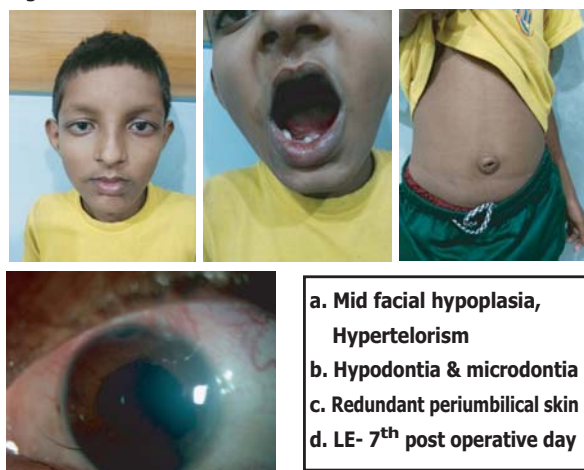 a. Mid facial hypoplasia,
Hypertelorism
b. Hypodontia & microdontia
c. Redundant periumbilical skin
d. LE- 7th post operative day